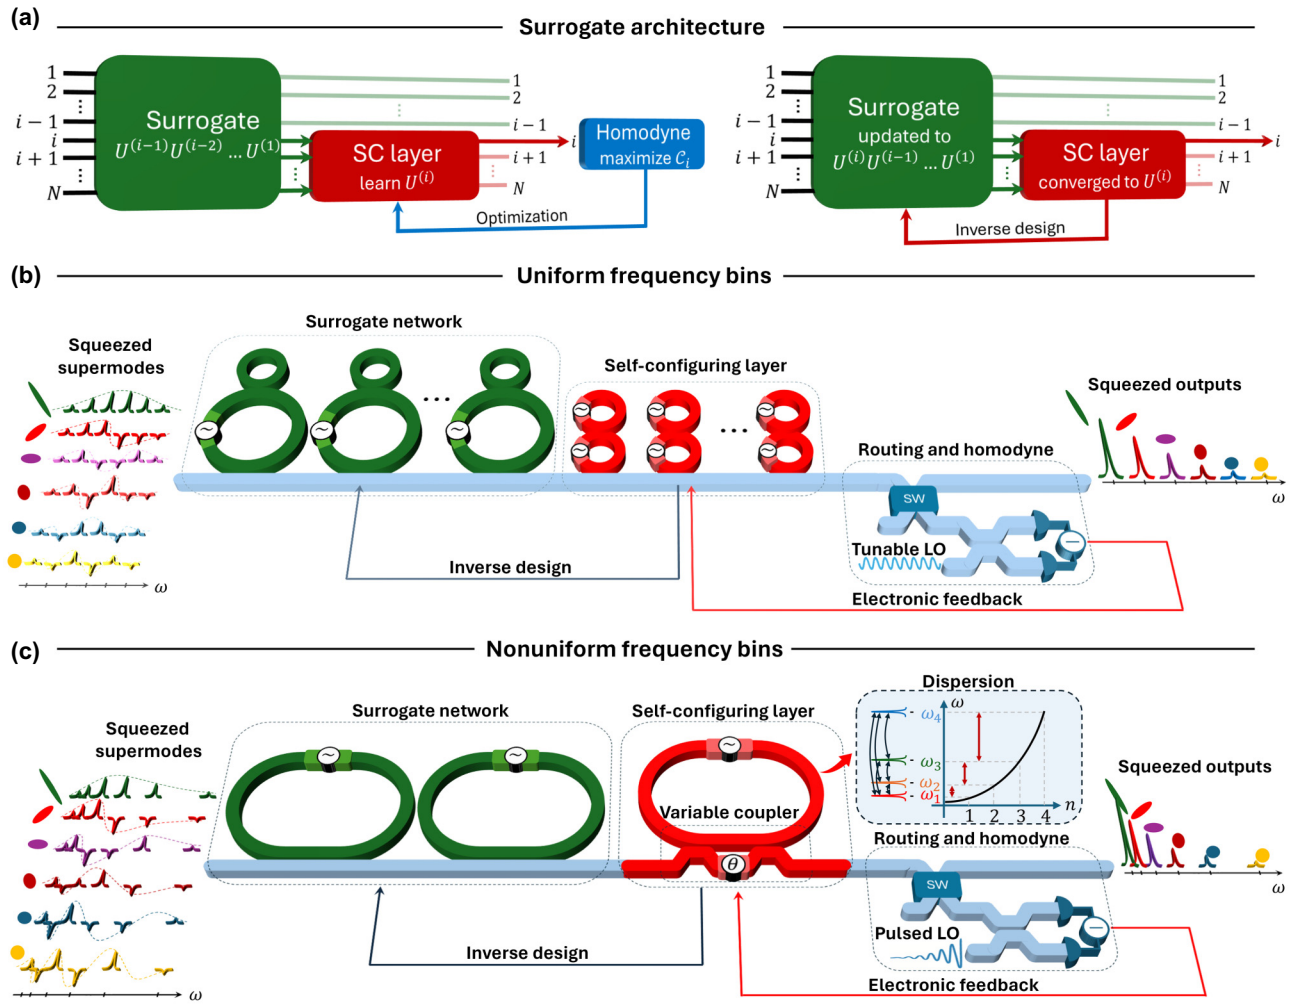 (a)
Surrogate architecture
1
2
⋮
i − 1
i
i + 1
⋮
N
Surrogate
U⁽ⁱ⁻¹⁾U⁽ⁱ⁻²⁾ … U⁽¹⁾
1
2
⋮
i − 1
⋮
SC layer
learn U⁽ⁱ⁾
i
i + 1
⋮
N
Homodyne
maximize 𝒞ᵢ
Optimization
1
2
⋮
i − 1
i
i + 1
⋮
N
Surrogate
updated to
U⁽ⁱ⁾U⁽ⁱ⁻¹⁾ … U⁽¹⁾
1
2
⋮
i − 1
⋮
SC layer
converged to U⁽ⁱ⁾
i
i + 1
⋮
N
Inverse design
(b)
Uniform frequency bins
Squeezed
supermodes
ω
Surrogate network
~
~
…
~
Self-configuring layer
~
~
~
~
…
~
~
Routing and homodyne
SW
Tunable LO
−
Squeezed outputs
ω
Inverse design
Electronic feedback
(c)
Nonuniform frequency bins
Squeezed
supermodes
ω
Surrogate network
~
~
Self-configuring layer
~
Variable coupler
θ
Dispersion
ω
ω₄
ω₃
ω₂
ω₁
1 2 3 4
n
Routing and homodyne
SW
Pulsed LO
−
Squeezed outputs
ω
Inverse design
Electronic feedback